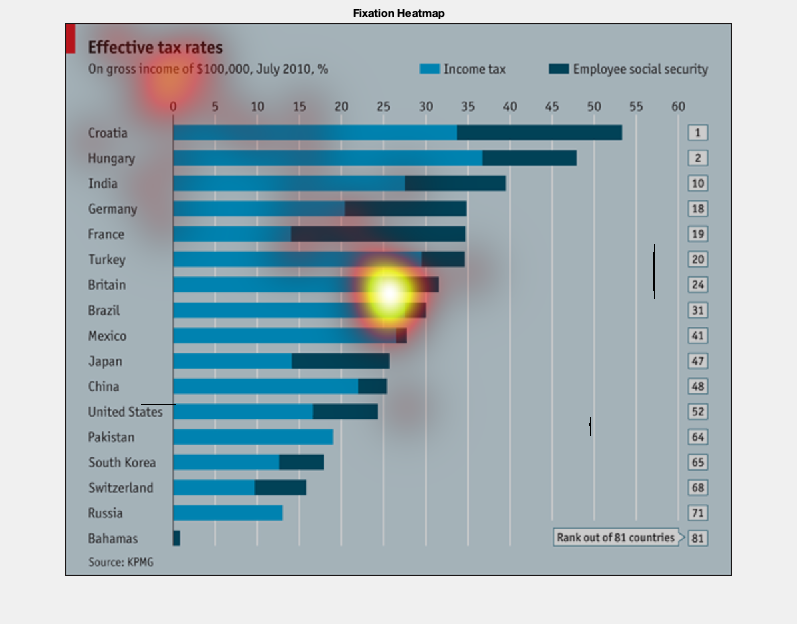 Fixation Heatmap
Effective tax rates
On gross income of $100,000, July 2010, %
Income tax
Employee social security
0 5 10 15 20 25 30 35 40 45 50 55 60
Croatia 1
Hungary 2
India 10
Germany 18
France 19
Turkey 20
Britain 24
Brazil 31
Mexico 41
Japan 47
China 48
United States 52
Pakistan 64
South Korea 65
Switzerland 68
Russia 71
Bahamas Rank out of 81 countries 81
Source: KPMG